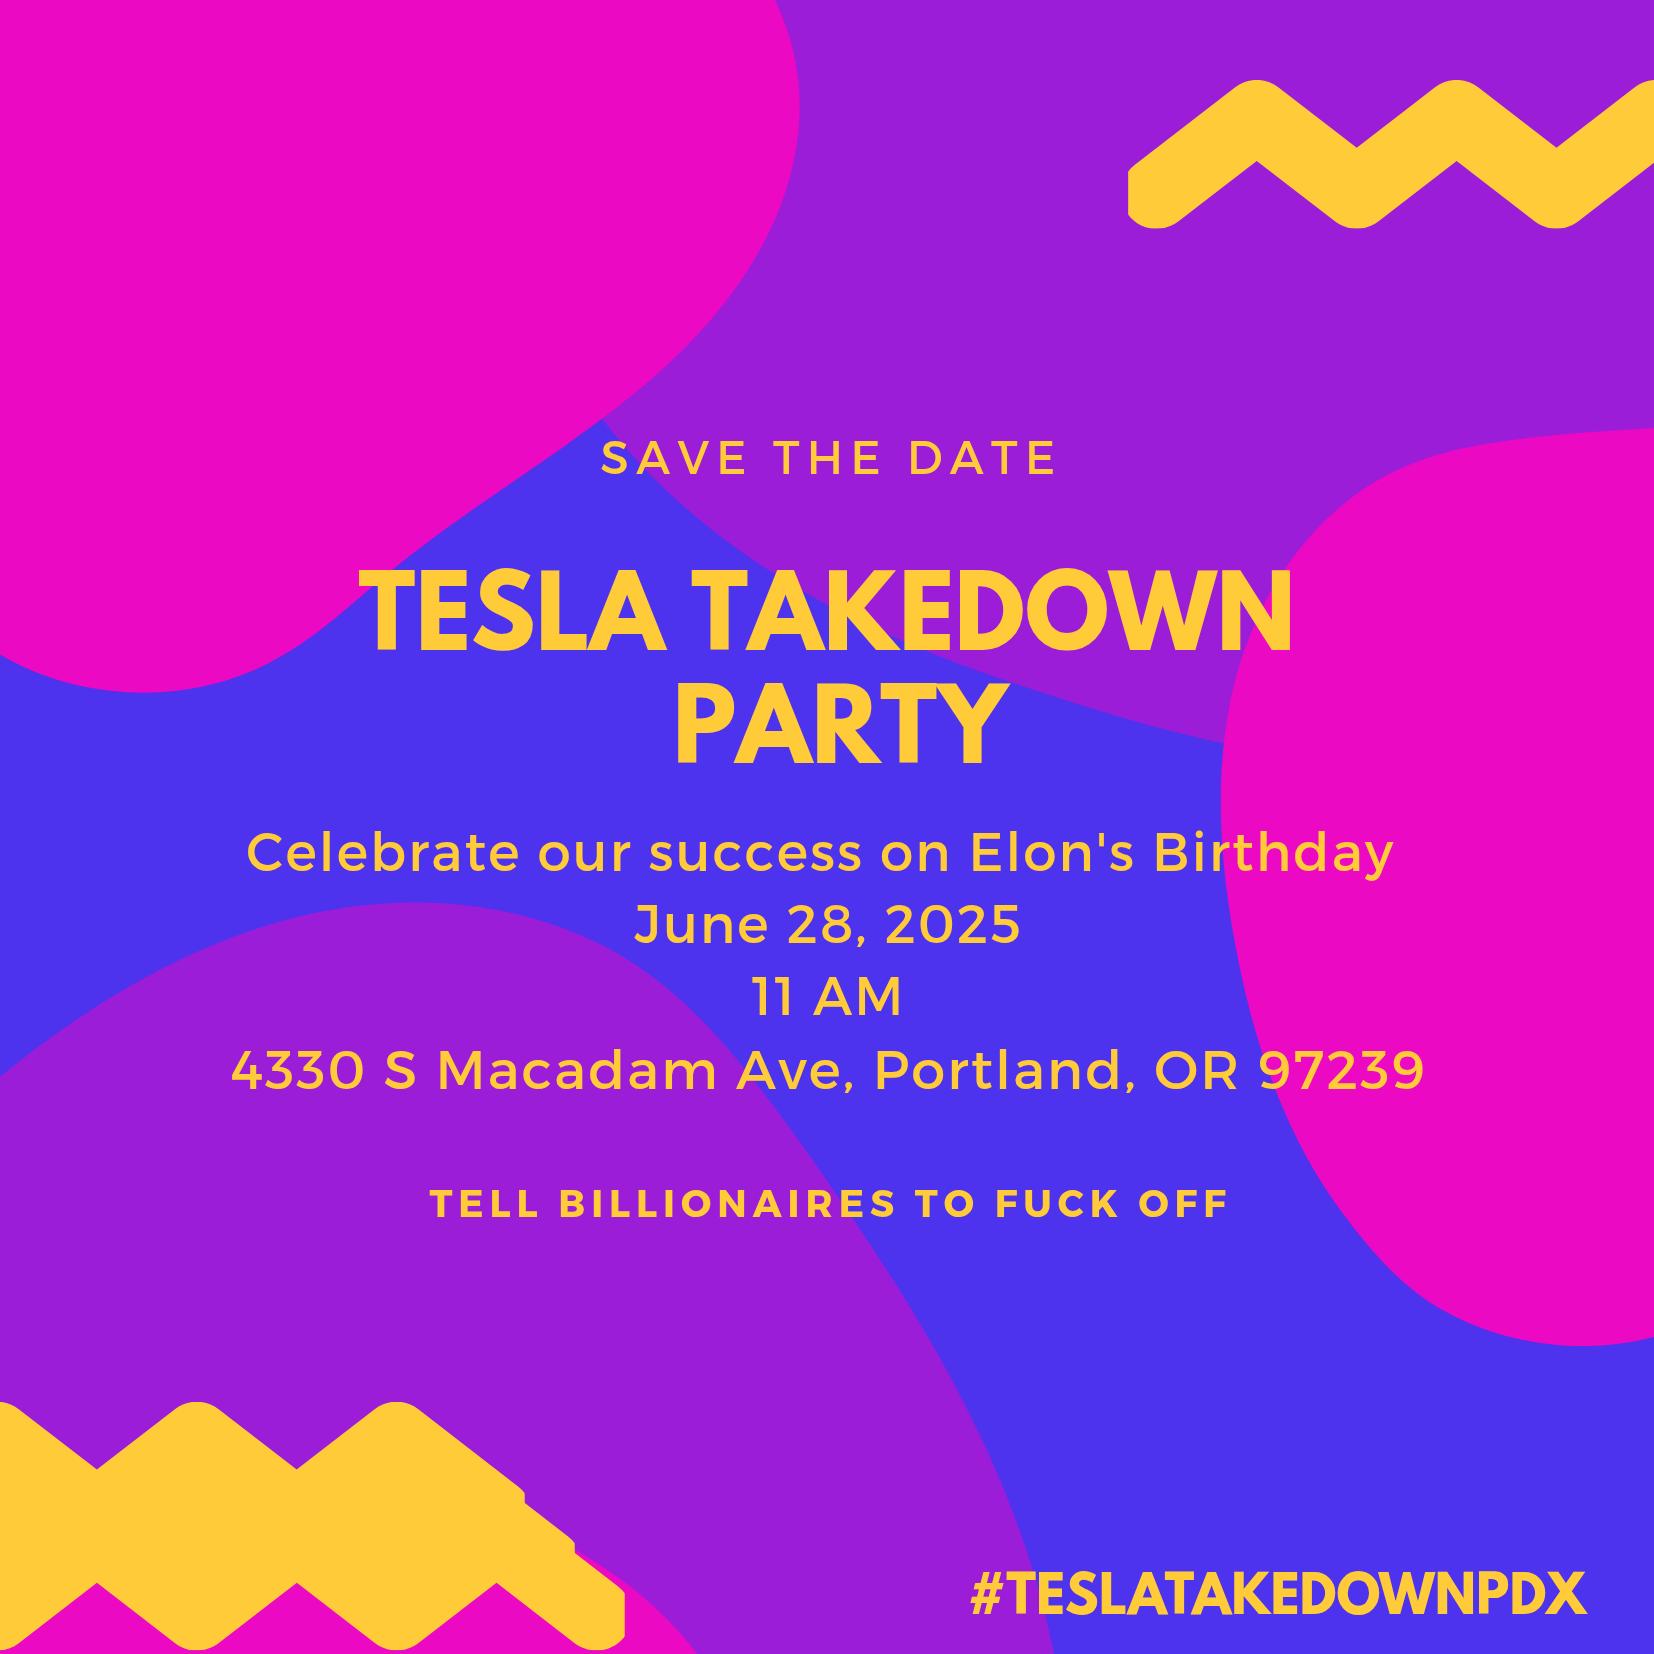 SAVE THE DATE
TESLA TAKEDOWN
PARTY
Celebrate our success on Elon's Birthday
June 28, 2025
11 AM
4330 S Macadam Ave, Portland, OR 97239
TELL BILLIONAIRES TO FUCK OFF
#TESLATAKEDOWNPDX